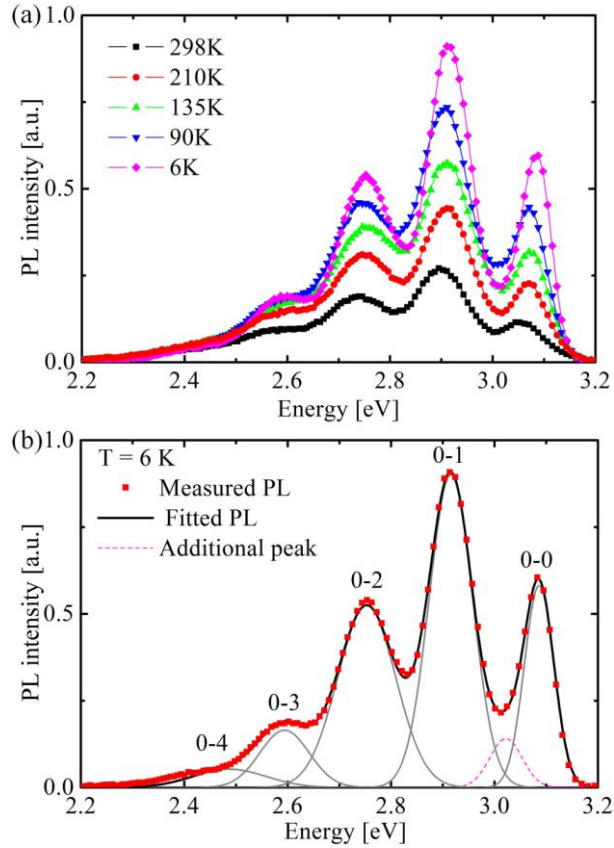 (a)
1.0
298K
210K
135K
90K
6K
0.5
0.0
PL intensity [a.u.]
2.2 2.4 2.6 2.8 3.0 3.2
Energy [eV]
(b)
1.0
T = 6 K
Measured PL
Fitted PL
Additional peak
0-1
0-0
0-2
0-3
0-4
0.5
0.0
PL intensity [a.u.]
2.2 2.4 2.6 2.8 3.0 3.2
Energy [eV]